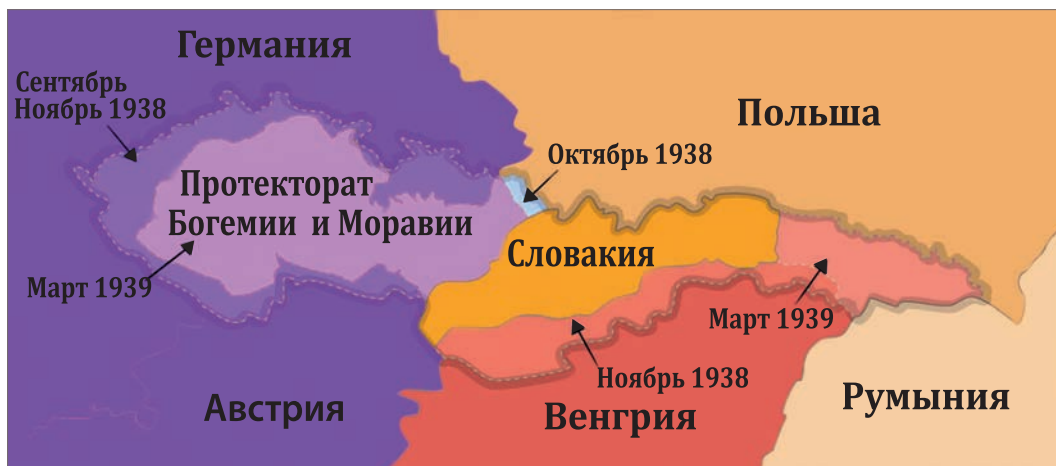 Германия
Сентябрь
Ноябрь 1938
Польша
Октябрь 1938
Протекторат
Богемии и Моравии
Словакия
Март 1939
Март 1939
Ноябрь 1938
Австрия
Венгрия
Румыния